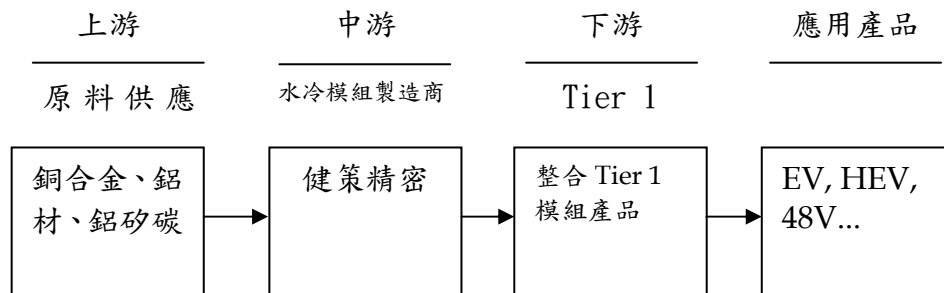 上游
中游
下游
應用產品
原料供應
水冷模組製造商
Tier 1
銅合金、鋁
材、鋁矽碳
健策精密
整合 Tier 1
模組產品
EV, HEV,
48V...